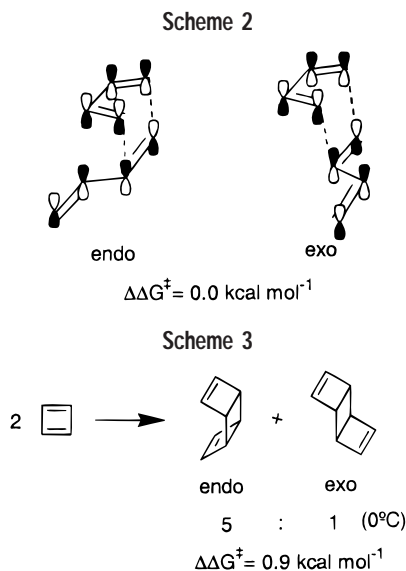 Scheme 2
endo exo
ΔΔG‡= 0.0 kcal mol-1
Scheme 3
2 +
endo exo
5 : 1 (0ºC)
ΔΔG‡= 0.9 kcal mol-1